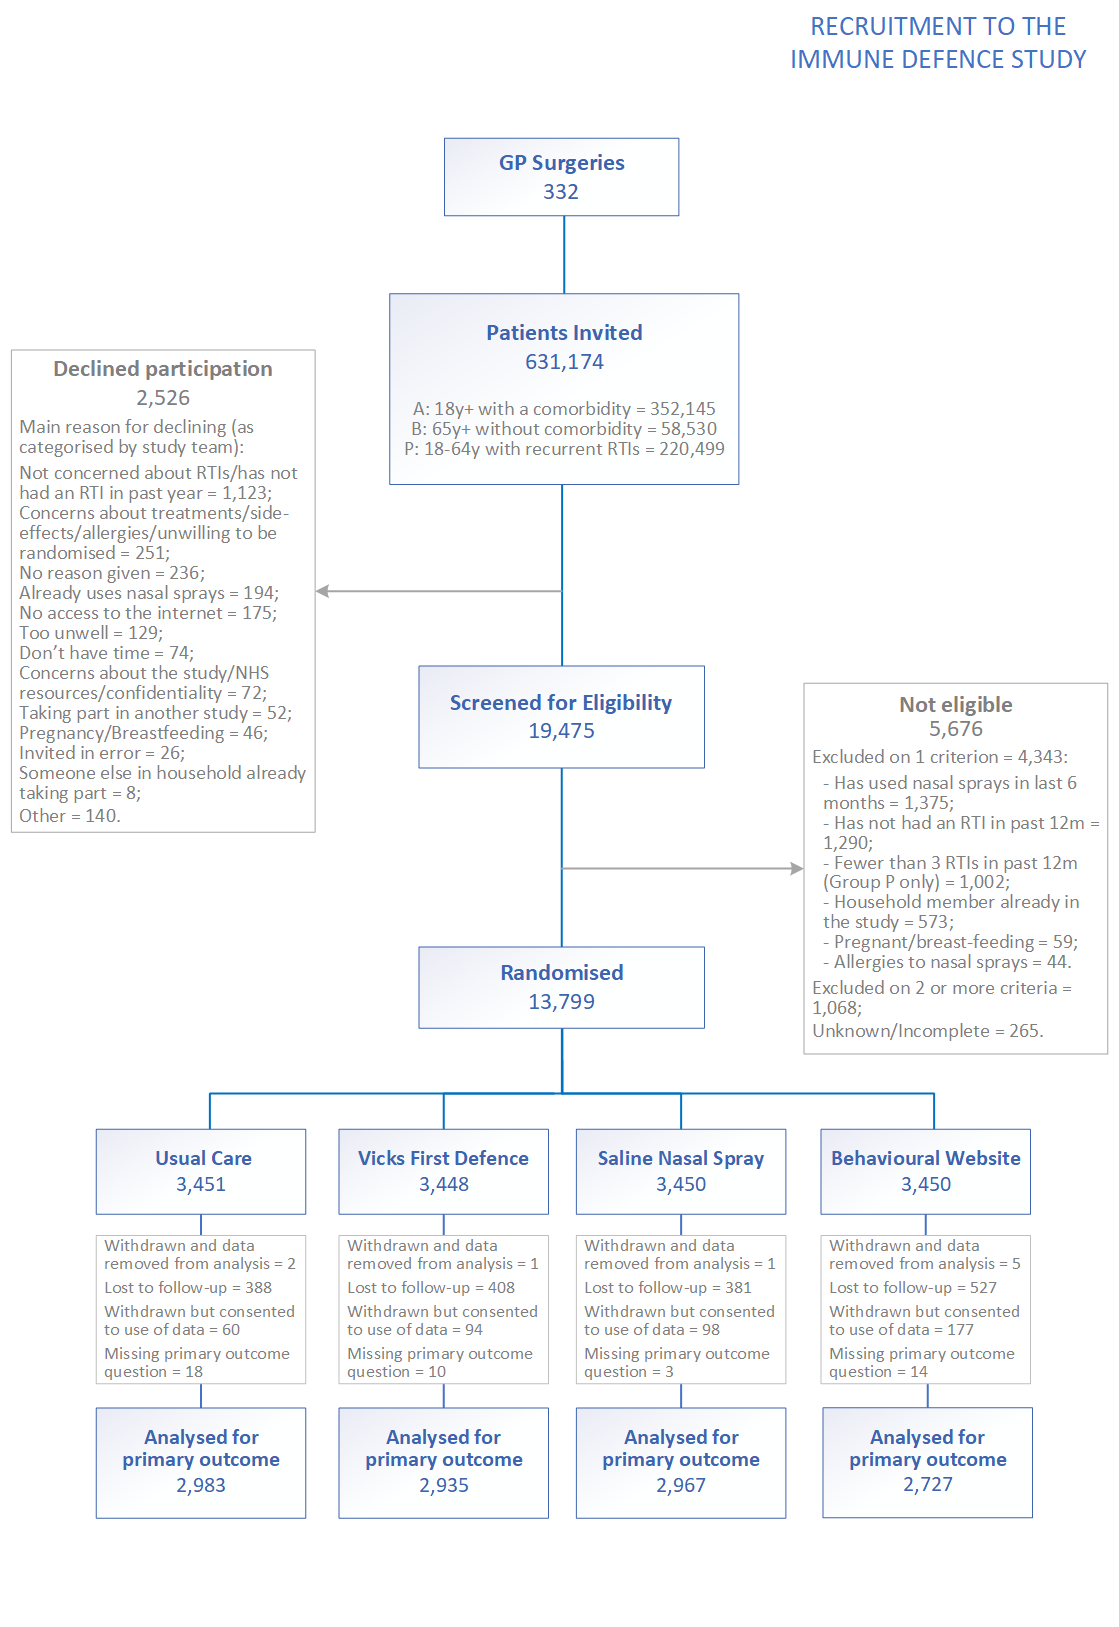 RECRUITMENT TO THE
IMMUNE DEFENCE STUDY
GP Surgeries
332
Patients Invited
631,174
A: 18y+ with a comorbidity = 352,145
B: 65y+ without comorbidity = 58,530
P: 18-64y with recurrent RTIs = 220,499
Declined participation
2,526
Main reason for declining (as
categorised by study team):
Not concerned about RTIs/has not
had an RTI in past year = 1,123;
Concerns about treatments/side-
effects/allergies/unwilling to be
randomised = 251;
No reason given = 236;
Already uses nasal sprays = 194;
No access to the internet = 175;
Too unwell = 129;
Don’t have time = 74;
Concerns about the study/NHS
resources/confidentiality = 72;
Taking part in another study = 52;
Pregnancy/Breastfeeding = 46;
Invited in error = 26;
Someone else in household already
taking part = 8;
Other = 140.
Screened for Eligibility
19,475
Not eligible
5,676
Excluded on 1 criterion = 4,343:
- Has used nasal sprays in last 6
months = 1,375;
- Has not had an RTI in past 12m =
1,290;
- Fewer than 3 RTIs in past 12m
(Group P only) = 1,002;
- Household member already in
the study = 573;
- Pregnant/breast-feeding = 59;
- Allergies to nasal sprays = 44.
Excluded on 2 or more criteria =
1,068;
Unknown/Incomplete = 265.
Randomised
13,799
Usual Care
3,451
Withdrawn and data
removed from analysis = 2
Lost to follow-up = 388
Withdrawn but consented
to use of data = 60
Missing primary outcome
question = 18
Analysed for
primary outcome
2,983
Vicks First Defence
3,448
Withdrawn and data
removed from analysis = 1
Lost to follow-up = 408
Withdrawn but consented
to use of data = 94
Missing primary outcome
question = 10
Analysed for
primary outcome
2,935
Saline Nasal Spray
3,450
Withdrawn and data
removed from analysis = 1
Lost to follow-up = 381
Withdrawn but consented
to use of data = 98
Missing primary outcome
question = 3
Analysed for
primary outcome
2,967
Behavioural Website
3,450
Withdrawn and data
removed from analysis = 5
Lost to follow-up = 527
Withdrawn but consented
to use of data = 177
Missing primary outcome
question = 14
Analysed for
primary outcome
2,727